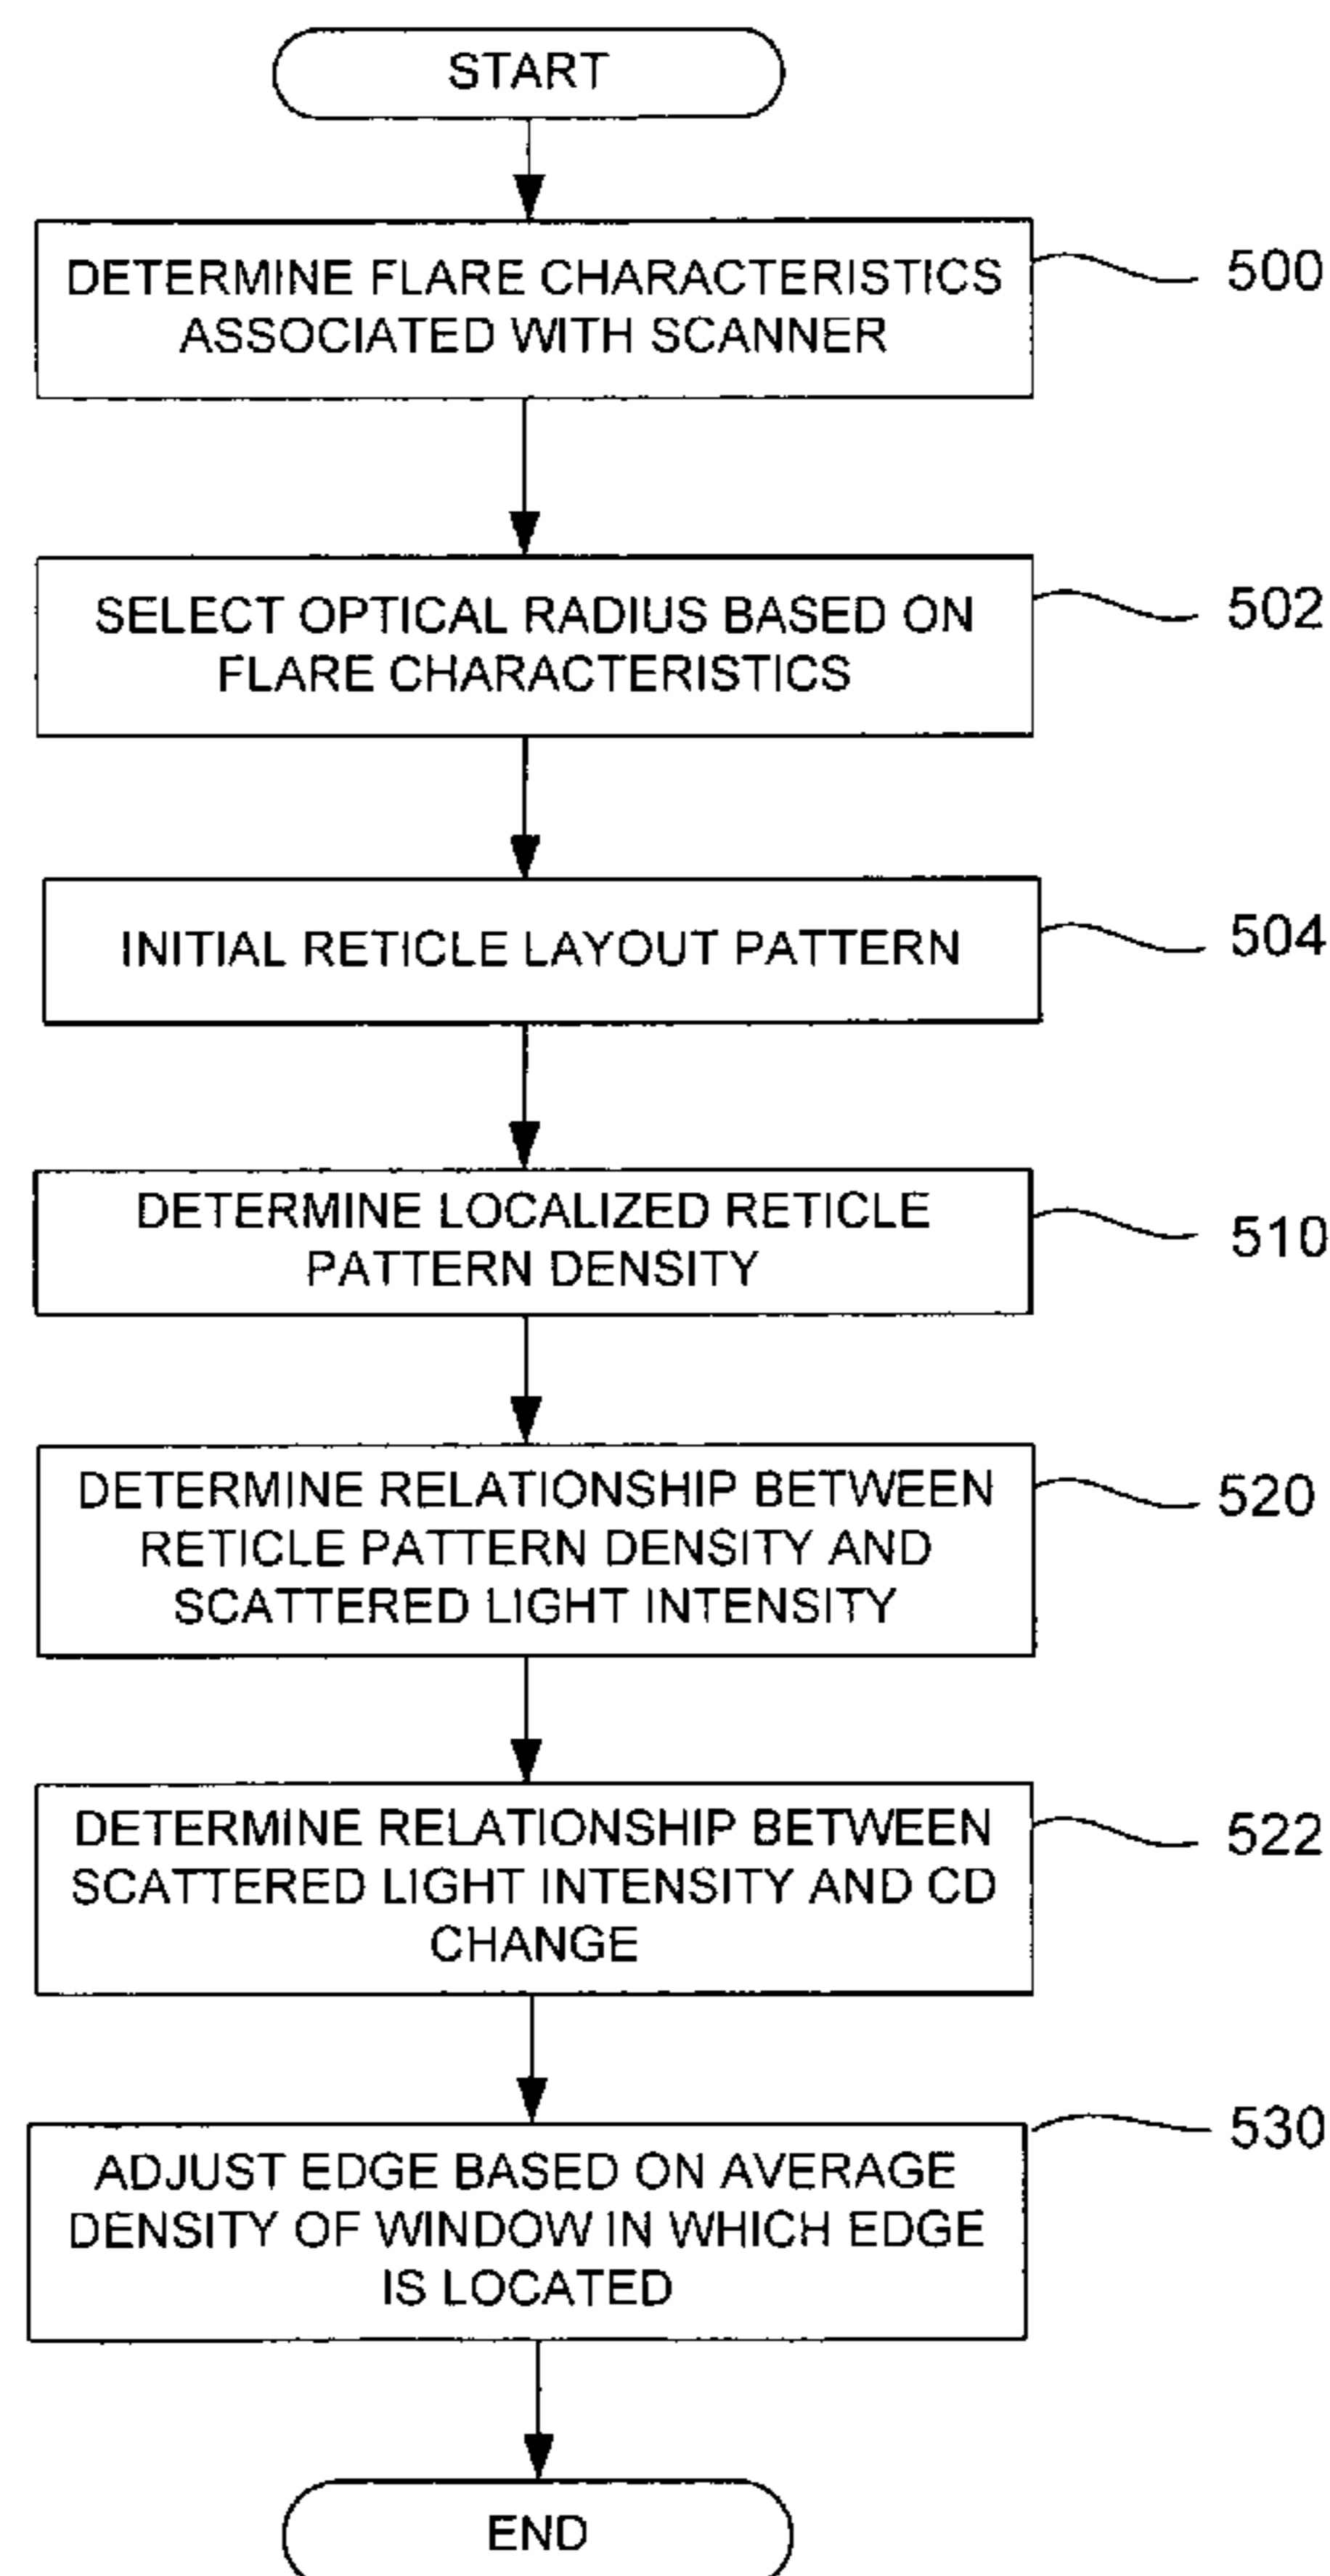 START
DETERMINE FLARE CHARACTERISTICS
ASSOCIATED WITH SCANNER
500
SELECT OPTICAL RADIUS BASED ON
FLARE CHARACTERISTICS
502
INITIAL RETICLE LAYOUT PATTERN
504
DETERMINE LOCALIZED RETICLE
PATTERN DENSITY
510
DETERMINE RELATIONSHIP BETWEEN
RETICLE PATTERN DENSITY AND
SCATTERED LIGHT INTENSITY
520
DETERMINE RELATIONSHIP BETWEEN
SCATTERED LIGHT INTENSITY AND CD
CHANGE
522
ADJUST EDGE BASED ON AVERAGE
DENSITY OF WINDOW IN WHICH EDGE
IS LOCATED
530
END